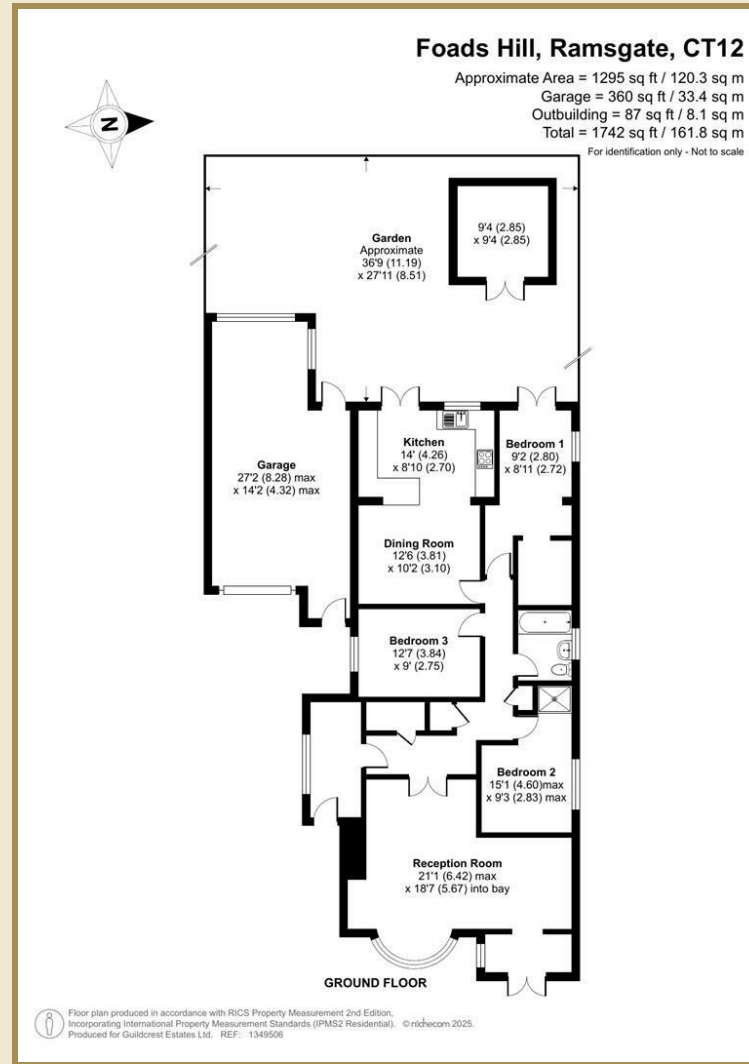 Foads Hill, Ramsgate, CT12
Approximate Area = 1295 sq ft / 120.3 sq m
Garage = 360 sq ft / 33.4 sq m
Outbuilding = 87 sq ft / 8.1 sq m
Total = 1742 sq ft / 161.8 sq m
For identification only - Not to scale
N
9'4 (2.85)
x 9'4 (2.85)
Garden
Approximate
36'9 (11.19)
x 27'11 (8.51)
Kitchen
14' (4.26)
x 8'10 (2.70)
Bedroom 1
9'2 (2.80)
x 8'11 (2.72)
Garage
27'2 (8.28) max
x 14'2 (4.32) max
Dining Room
12'6 (3.81)
x 10'2 (3.10)
Bedroom 3
12'7 (3.84)
x 9' (2.75)
Bedroom 2
15'1 (4.60)max
x 9'3 (2.83) max
Reception Room
21'1 (6.42) max
x 18'7 (5.67) into bay
GROUND FLOOR
Floor plan produced in accordance with RICS Property Measurement 2nd Edition,
Incorporating International Property Measurement Standards (IPMS2 Residential). © nichecom 2025.
Produced for Guildcrest Estates Ltd. REF: 1349506